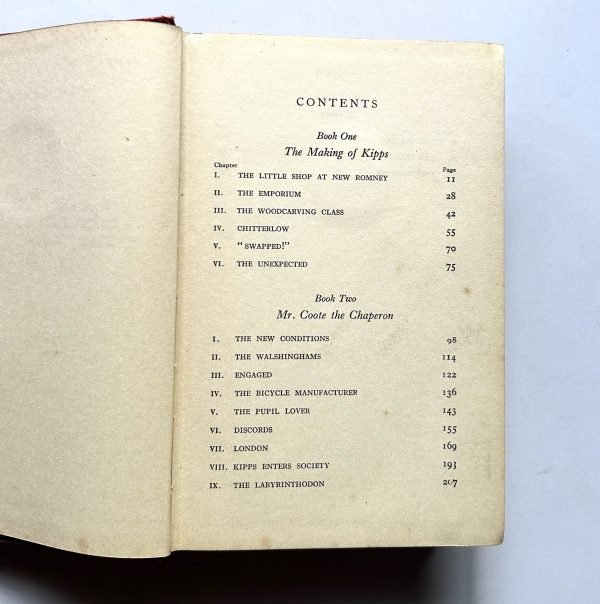 CONTENTS
Book One
The Making of Kipps
Chapter Page
I. THE LITTLE SHOP AT NEW ROMNEY 11
II. THE EMPORIUM 28
III. THE WOODCARVING CLASS 42
IV. CHITTERLOW 55
V. "SWAPPED!" 70
VI. THE UNEXPECTED 75
Book Two
Mr. Coote the Chaperon
I. THE NEW CONDITIONS 98
II. THE WALSHINGHAMS 114
III. ENGAGED 122
IV. THE BICYCLE MANUFACTURER 136
V. THE PUPIL LOVER 143
VI. DISCORDS 155
VII. LONDON 169
VIII. KIPPS ENTERS SOCIETY 193
IX. THE LABYRINTHODON 207